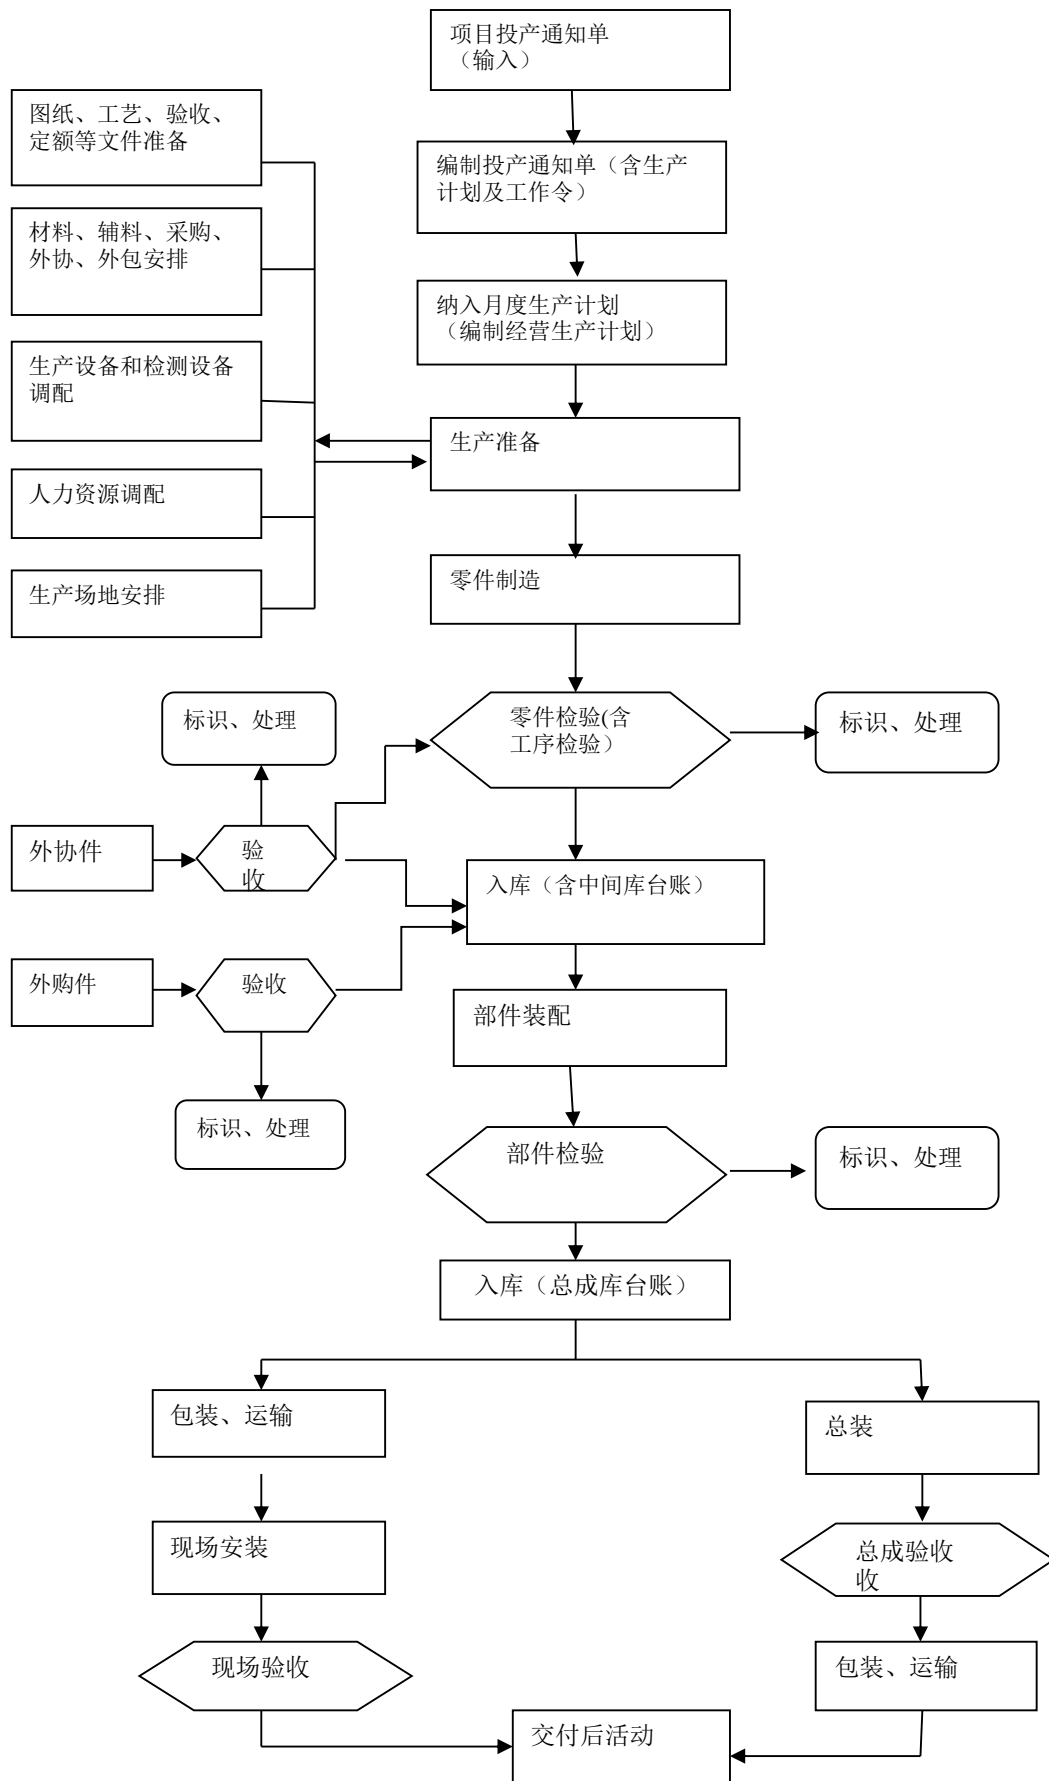 项目投产通知单
（输入）
图纸、工艺、验收、
定额等文件准备
编制投产通知单（含生产
计划及工作令）
材料、辅料、采购、
外协、外包安排
纳入月度生产计划
（编制经营生产计划）
生产设备和检测设备
调配
生产准备
人力资源调配
零件制造
生产场地安排
标识、处理
零件检验(含
工序检验）
标识、处理
外协件
验
收
入库（含中间库台账）
外购件
验收
部件装配
标识、处理
部件检验
标识、处理
入库（总成库台账）
包装、运输
总装
现场安装
总成验收
收
现场验收
包装、运输
交付后活动